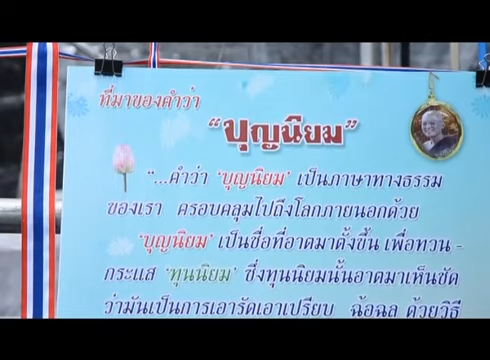 ที่มาของคำว่า
“บุญนิยม”
“...คำว่า ‘บุญนิยม’ เป็นภาษาทางธรรม
ของเรา ครอบคลุมไปถึงโลกภายนอกด้วย
‘บุญนิยม’ เป็นชื่อที่อาตมาตั้งขึ้น เพื่อทวน -
กระแส ‘ทุนนิยม’ ซึ่งทุนนิยมนั้นอาตมาเห็นชัด
ว่ามันเป็นการเอารัดเอาเปรียบ ฉ้อฉล ด้วยวิธี